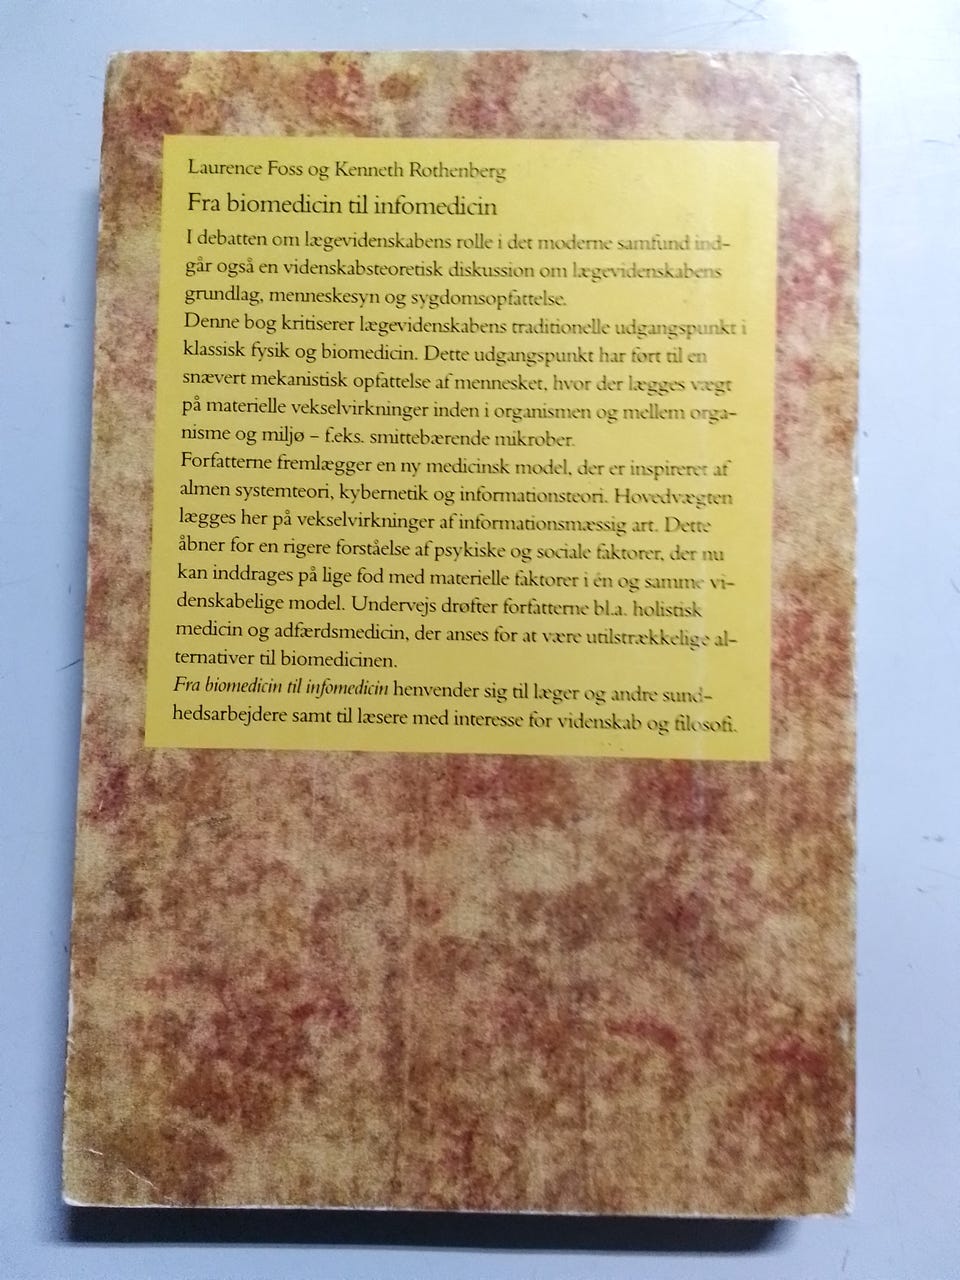 Laurence Foss og Kenneth Rothenberg
Fra biomedicin til infomedicin
I debatten om lægevidenskabens rolle i det moderne samfund ind-
går også en videnskabsteoretisk diskussion om lægevidenskabens
grundlag, menneskesyn og sygdomsopfattelse.
Denne bog kritiserer lægevidenskabens traditionelle udgangspunkt i
klassisk fysik og biomedicin. Dette udgangspunkt har ført til en
snævert mekanistisk opfattelse af mennesket, hvor der lægges vægt
på materielle vekselvirkninger inden i organismen og mellem orga-
nisme og miljø – f.eks. smittebærende mikrober.
Forfatterne fremlægger en ny medicinsk model, der er inspireret af
almen systemteori, kybernetik og informationsteori. Hovedvægten
lægges her på vekselvirkninger af informationsmæssig art. Dette
åbner for en rigere forståelse af psykiske og sociale faktorer, der nu
kan inddrages på lige fod med materielle faktorer i én og samme vi-
denskabelige model. Undervejs drøfter forfatterne bl.a. holistisk
medicin og adfærdsmedicin, der anses for at være utilstrækkelige al-
ternativer til biomedicinen.
Fra biomedicin til infomedicin henvender sig til læger og andre sund-
hedsarbejdere samt til læsere med interesse for videnskab og filosofi.